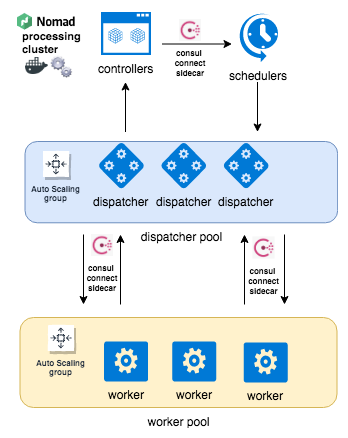 Nomad
processing
cluster
controllers
consul
connect
sidecar
schedulers
Auto Scaling
group
dispatcher
dispatcher
dispatcher
dispatcher pool
consul
connect
sidecar
consul
connect
sidecar
Auto Scaling
group
worker
worker
worker
worker pool